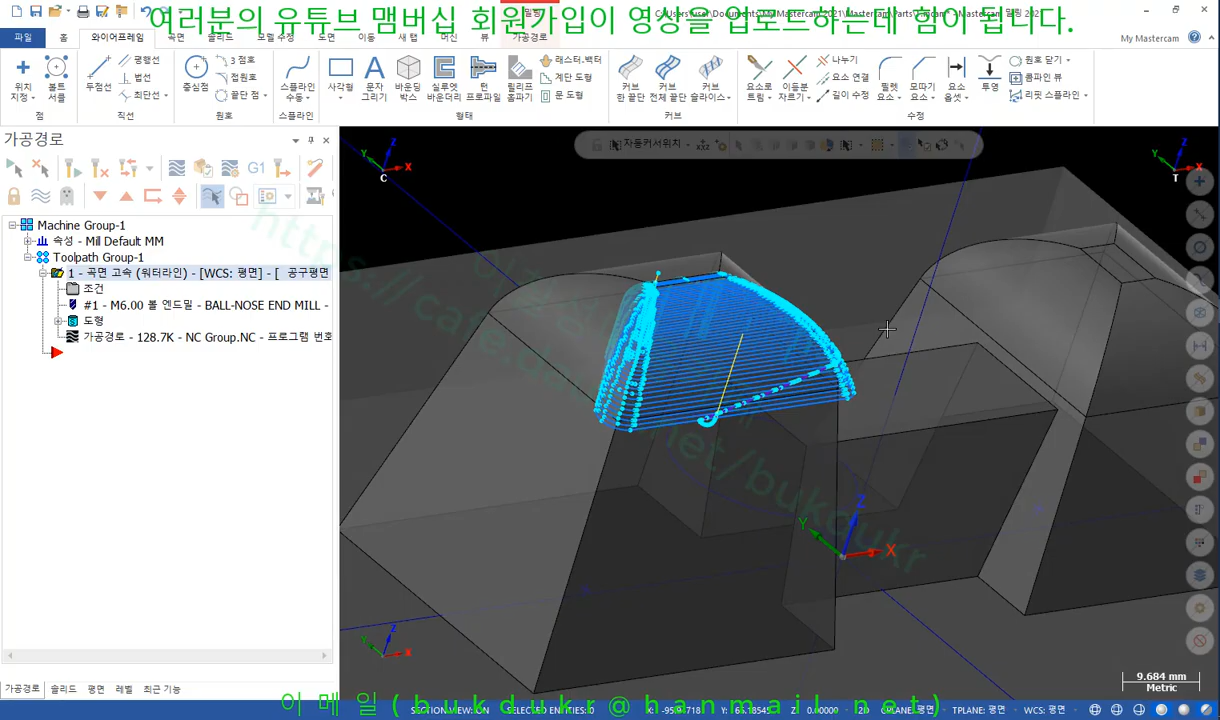 여러분의 유튜브 맴버십 회원가입이 영상을 업로드하는데 힘이 됩니다.
My Mastercam
파일
홈
와이어프레임
곡면
솔리드
모델 수정
도면
이동
새 탭
머신
뷰
가공경로
위치 지정
볼트 서클
두점선
평행선
법선
최단선
중심점
3 점호
접원호
끝단 점
스플라인 수동
사각형
문자 그리기
바운딩 박스
실루엣 바운더리
턴 프로파일
릴리프 홈파기
래스터.벡터
계단 도형
문 도형
커브 한 끝단
커브 전체 끝단
커브 슬라이스
요소로 트림
이등분 자르기
나누기
요소 연결
길이 수정
필렛 요소
모따기 요소
요소 옵셋
투영
원호 닫기
콤파인 뷰
리핏 스플라인
점
직선
원호
스플라인
형태
커브
수정
가공경로
자동커서위치
G1
Machine Group-1
속성 - Mill Default MM
Toolpath Group-1
1 - 곡면 고속 (워터라인) - [WCS: 평면] - [ 공구평면
조건
#1 - M6.00 볼 엔드밀 - BALL-NOSE END MILL -
도형
가공경로 - 128.7K - NC Group.NC - 프로그램 번호
Z
Y
X
C
Z
Y
X
T
Z
Y
X
Z
Y
X
9.684 mm
Metric
가공경로
솔리드
평면
레벨
최근 기능
이 메 일 ( b u k d u k r @ h a n m a i l . n e t )
SECTION VIEW: ON
SELECTED ENTITIES: 0
TPLANE: 평면
WCS: 평면